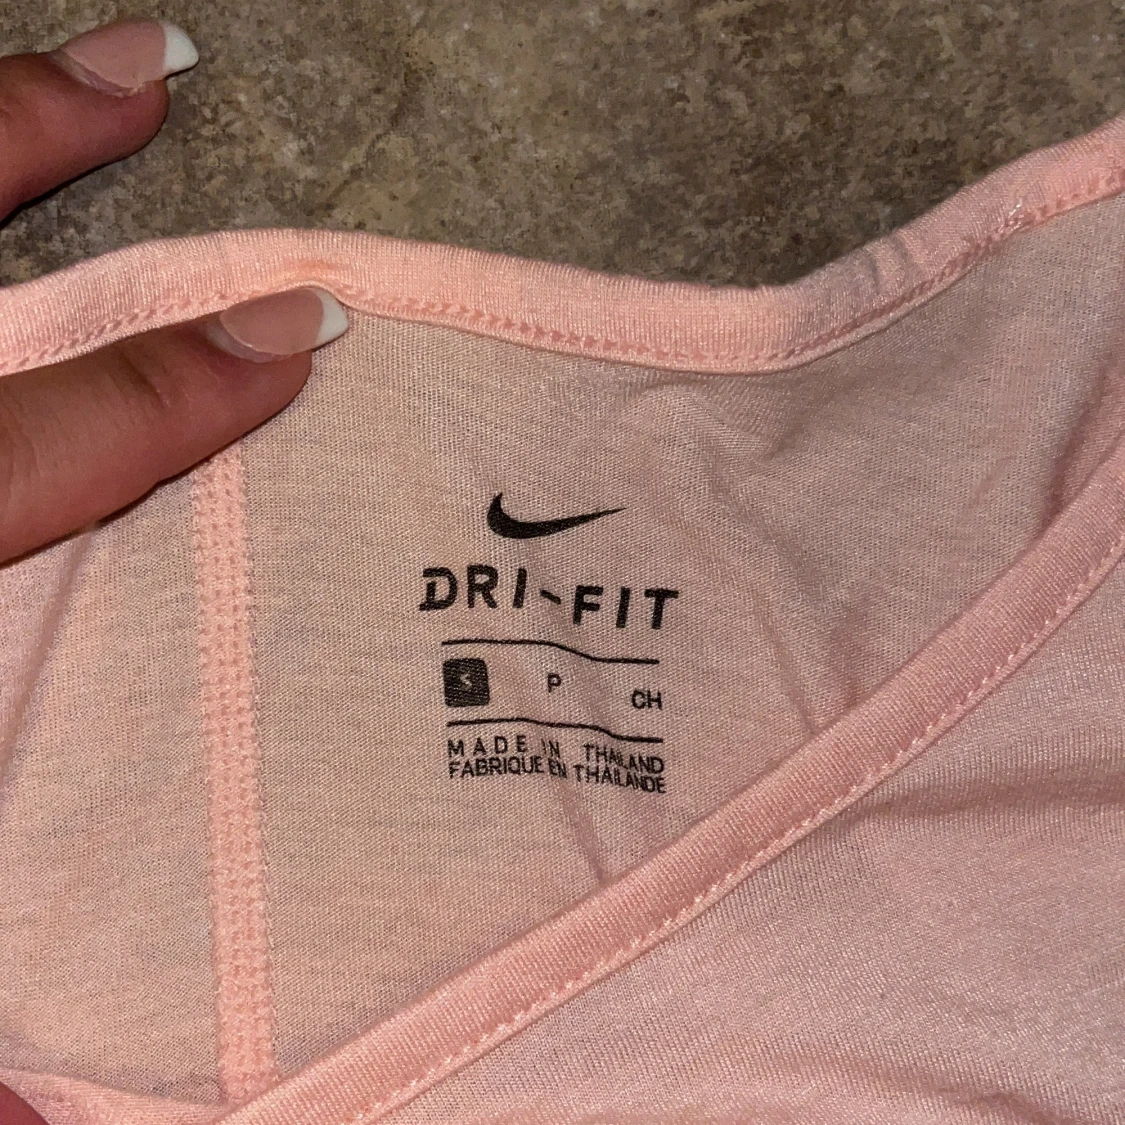 DRI-FIT
S P CH
MADE IN THAILAND
FABRIQUE EN THAILANDE